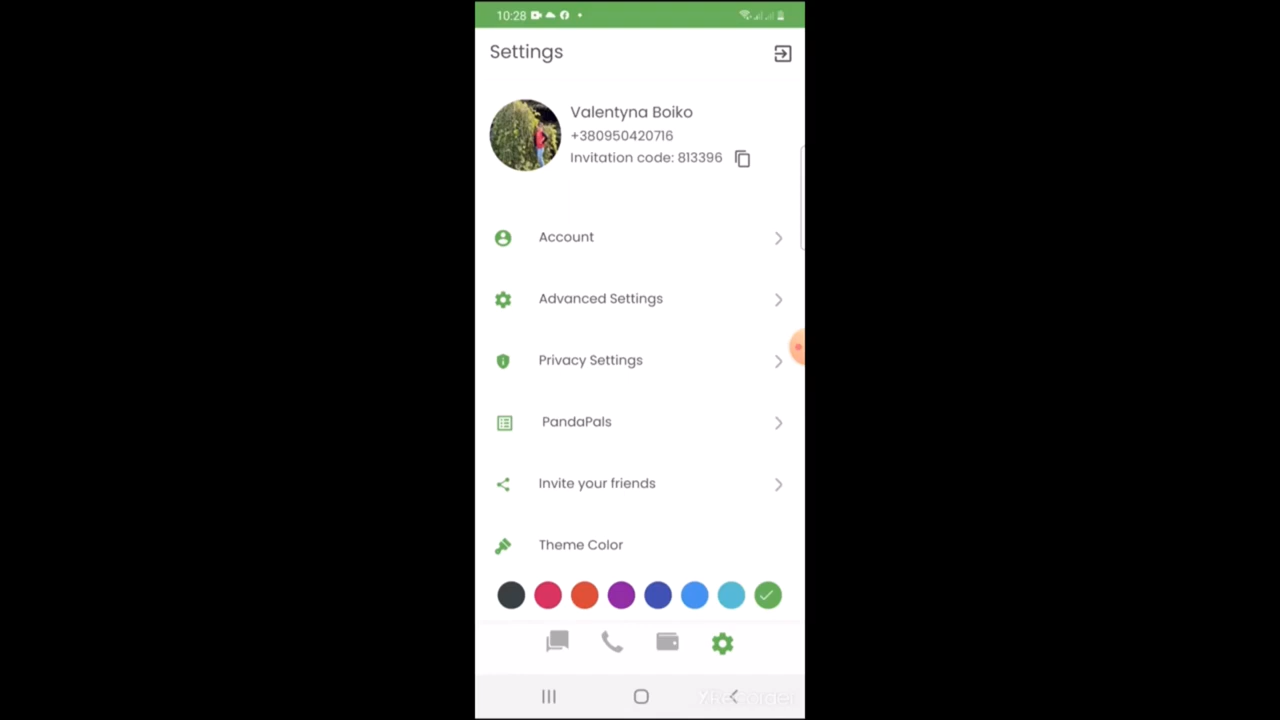 10:28
Settings
Valentyna Boiko
+380950420716
Invitation code: 813396
Account
Advanced Settings
Privacy Settings
PandaPals
Invite your friends
Theme Color
XRecorder